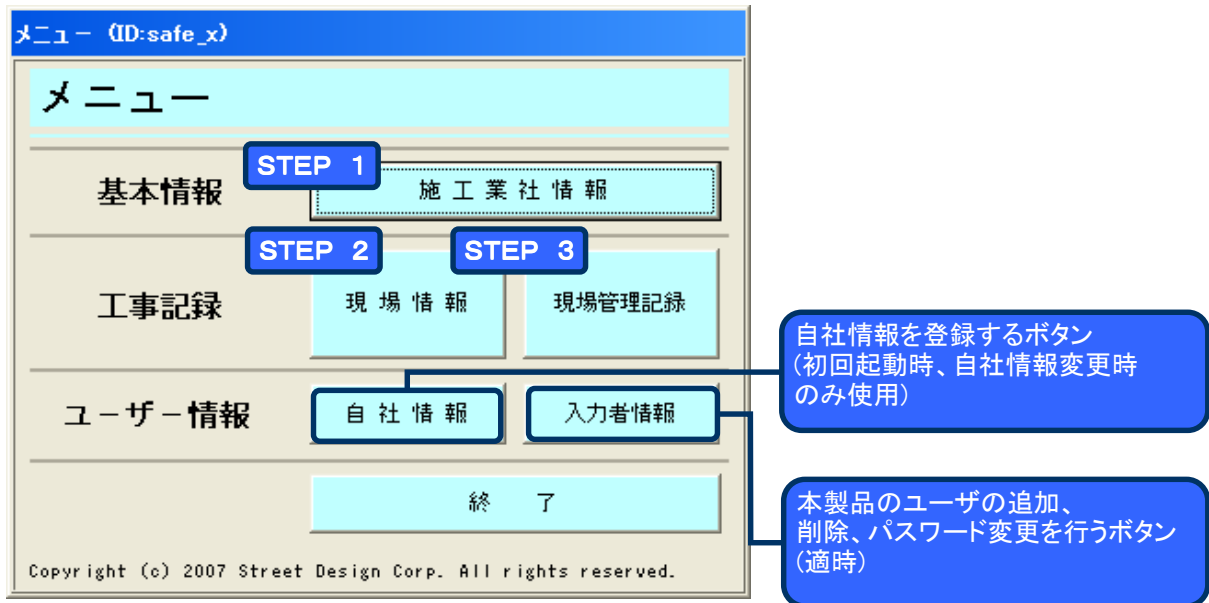 メニュー (ID:safe_x)
メニュー
STEP 1
基本情報
施工業社情報
STEP 2
STEP 3
工事記録
現場情報
現場管理記録
自社情報を登録するボタン
(初回起動時、自社情報変更時
のみ使用)
ユーザー情報
自社情報
入力者情報
本製品のユーザの追加、
削除、パスワード変更を行うボタン
(適時)
終 了
Copyright (c) 2007 Street Design Corp. All rights reserved.